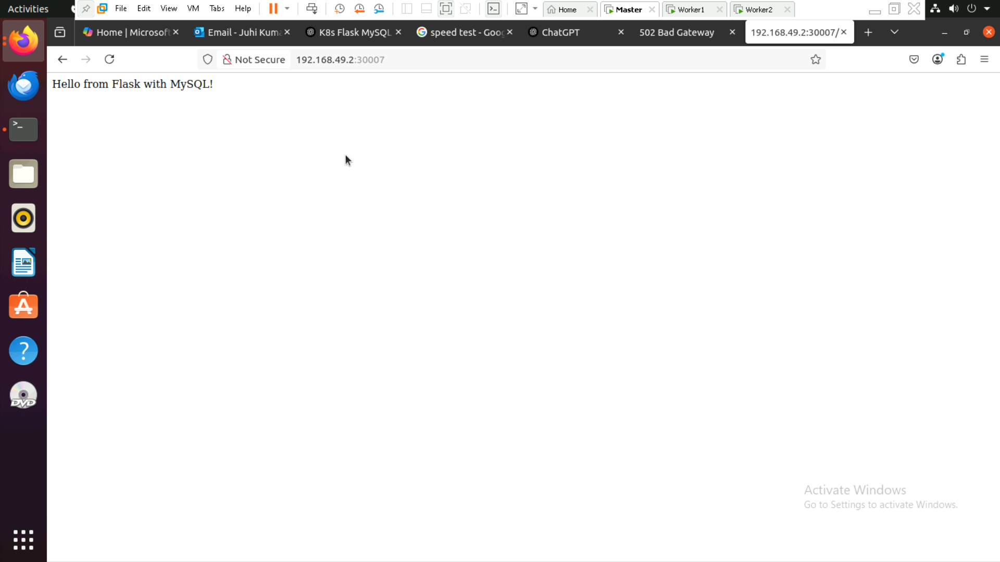 Activities
File Edit View VM Tabs Help
Home
Master
Worker1
Worker2
Home | Microsoft
Email - Juhi Kuma
K8s Flask MySQL
speed test - Goog
ChatGPT
502 Bad Gateway
192.168.49.2:30007/
Not Secure
192.168.49.2:30007
Hello from Flask with MySQL!
>_
A
?
DVD
Activate Windows
Go to Settings to activate Windows.